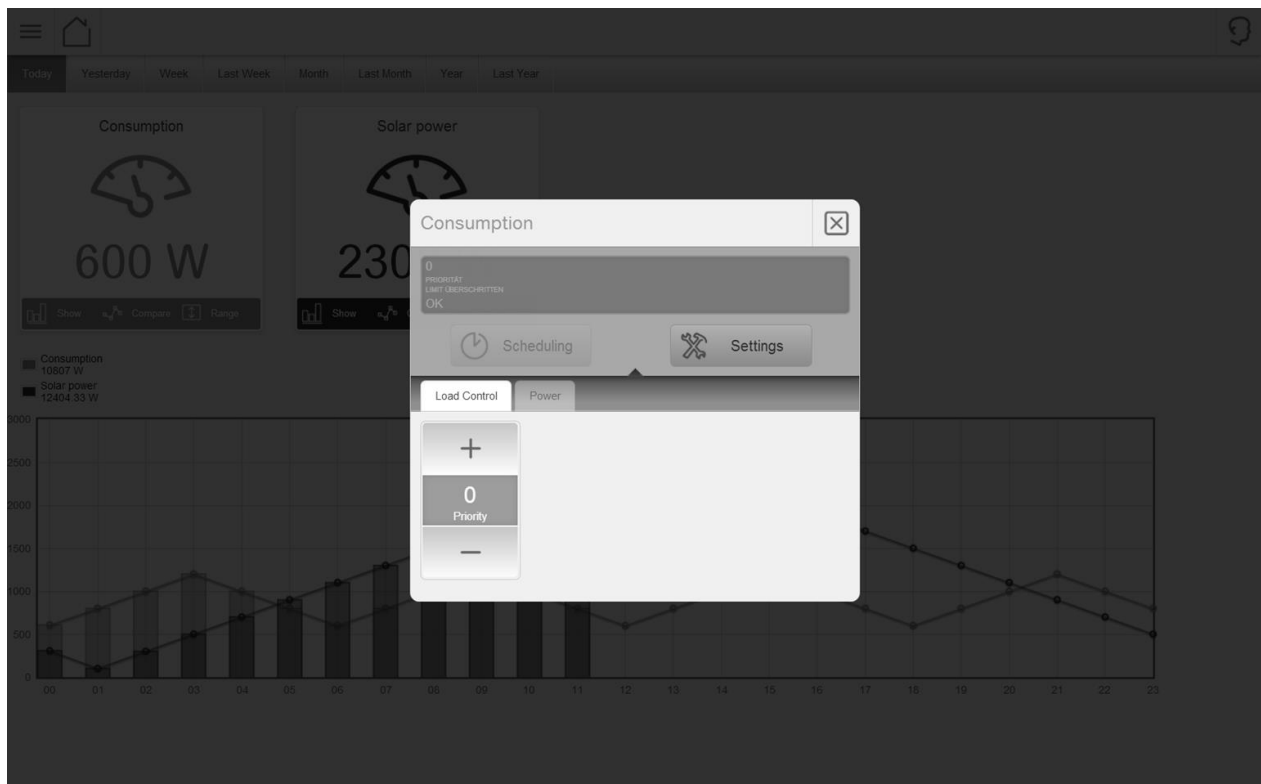 Today Yesterday Week Last Week Month Last Month Year Last Year
Consumption
600 W
Show Compare Range
Solar power
230
Show
Consumption
10807 W
Solar power
12404.33 W
Consumption
0
PRIORITÄT
LIMIT ÜBERSCHRITTEN
OK
Scheduling Settings
Load Control Power
+
0
Priority
−
3000
2500
2000
1500
1000
500
0
00 01 02 03 04 05 06 07 08 09 10 11 12 13 14 15 16 17 18 19 20 21 22 23